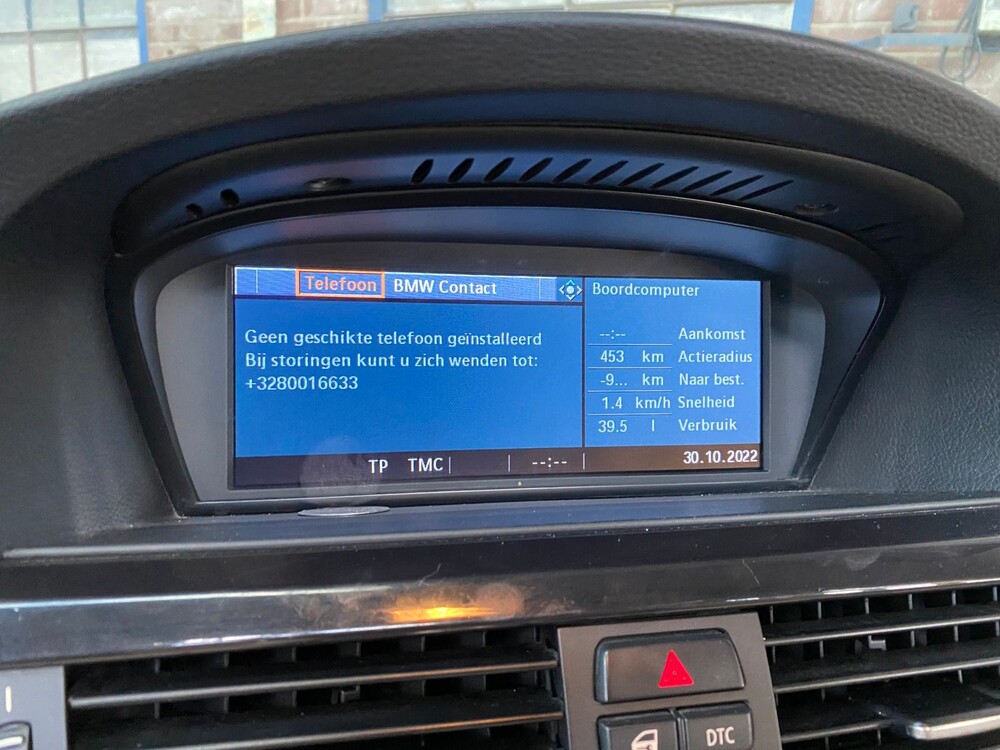 Telefoon BMW Contact
Geen geschikte telefoon geïnstalleerd
Bij storingen kunt u zich wenden tot:
+3280016633
Boordcomputer
--:-- Aankomst
453 km Actieradius
-9... km Naar best.
1.4 km/h Snelheid
39.5 l Verbruik
TP TMC --:-- 30.10.2022
DTC